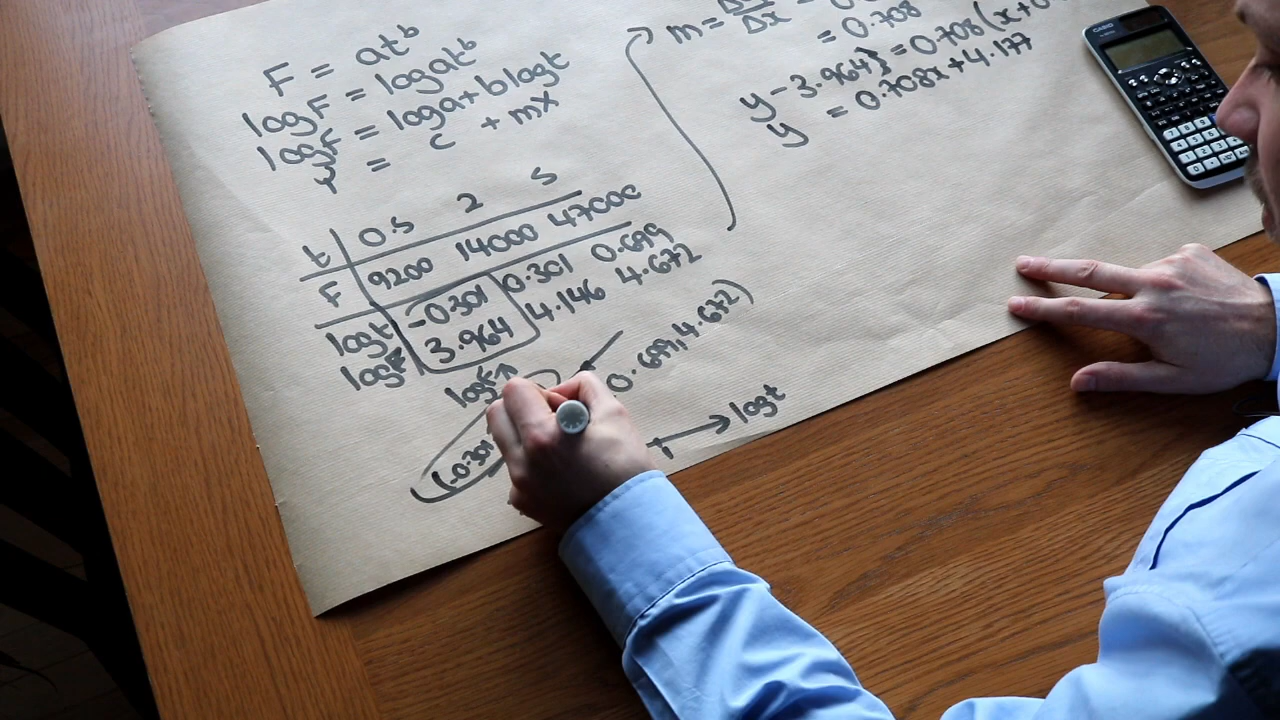 F = at^b
log F = log at^b
log F = log a + b log t
y = c + mx
t 0.5 2 5
F 9200 14000 47000
log t -0.301 0.301 0.699
log F 3.964 4.146 4.672
log F
(-0.301
0.699, 4.672)
log t
m = Δx =
= 0.708
y - 3.964 = 0.708(x+0
y = 0.708x + 4.177
CASIO